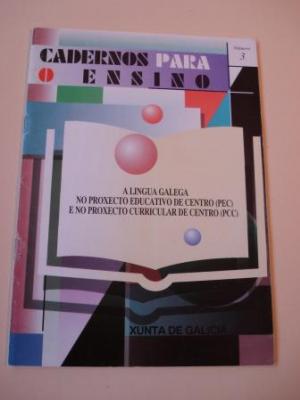 CADERNOS PARA
O ENSINO
Número
3
A LINGUA GALEGA
NO PROXECTO EDUCATIVO DE CENTRO (PEC)
E NO PROXECTO CURRICULAR DE CENTRO (PCC)
XUNTA DE GALICIA